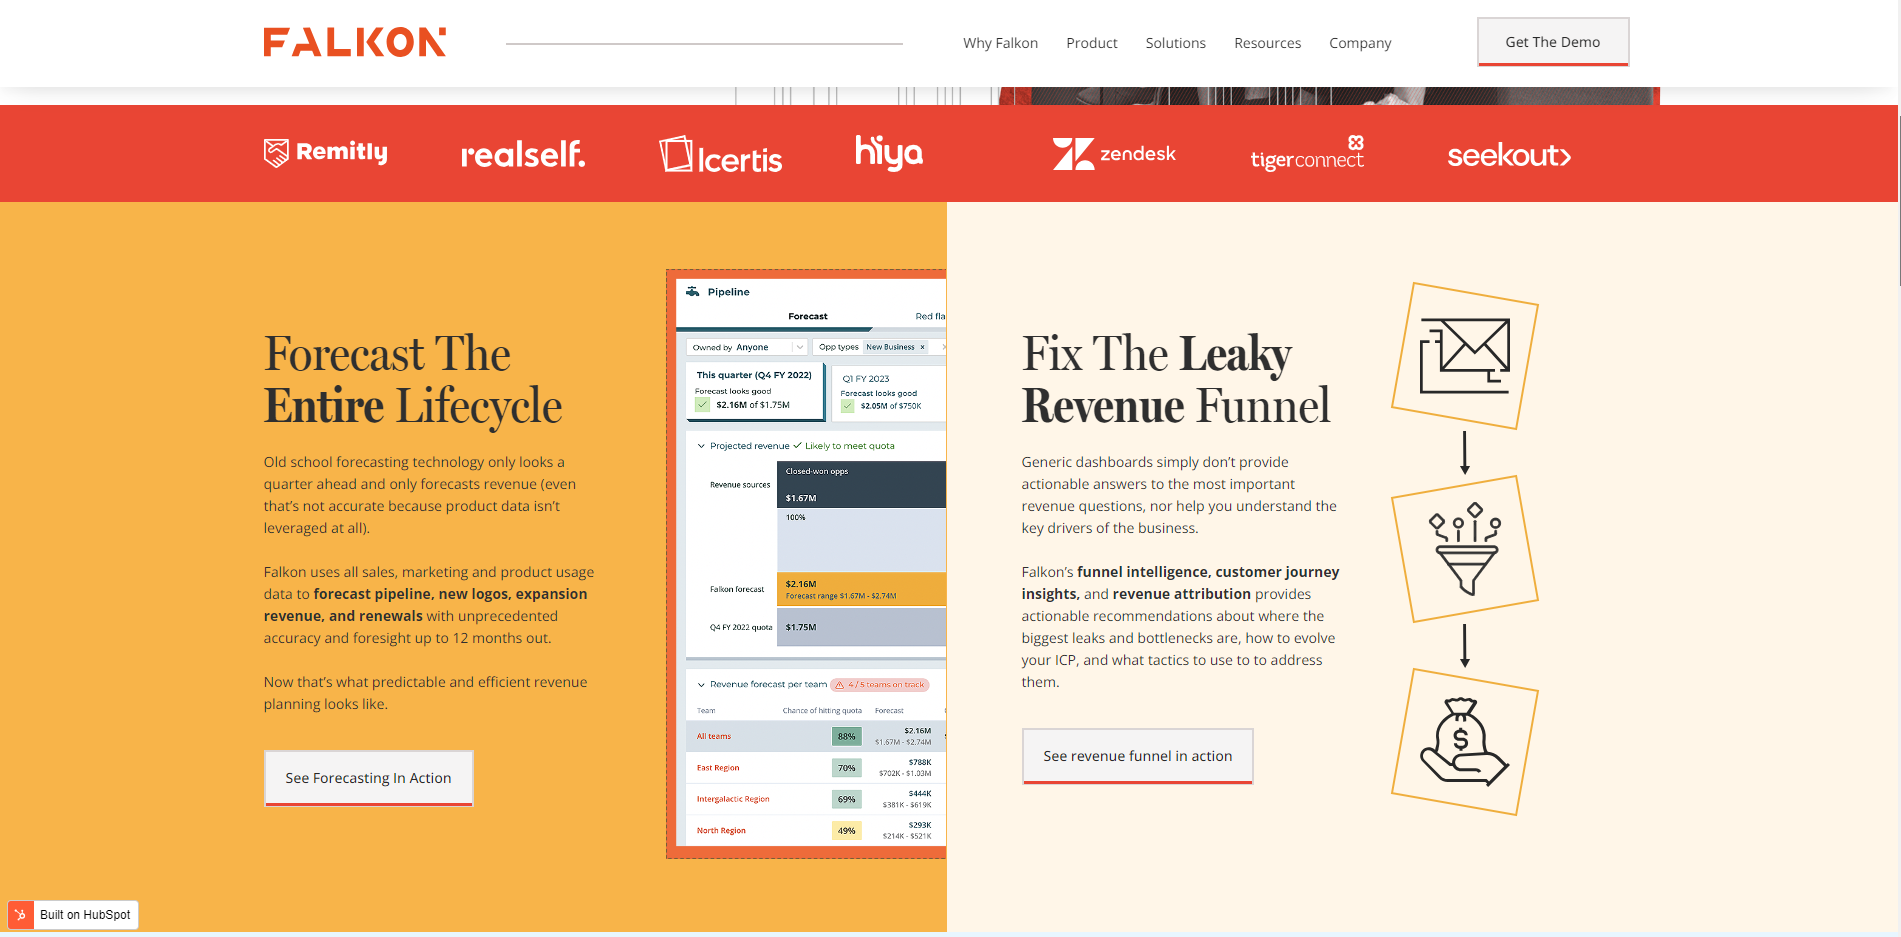 FALKON
Why Falkon Product Solutions Resources Company
Get The Demo
Remitly
realself.
Icertis
hiya
zendesk
tigerconnect
seekout>
Forecast The
Entire Lifecycle
Old school forecasting technology only looks a
quarter ahead and only forecasts revenue (even
that's not accurate because product data isn't
leveraged at all).
Falkon uses all sales, marketing and product usage
data to forecast pipeline, new logos, expansion
revenue, and renewals with unprecedented
accuracy and foresight up to 12 months out.
Now that's what predictable and efficient revenue
planning looks like.
See Forecasting In Action
Pipeline
Forecast Red fla
Owned by Anyone Opp types New Business x
This quarter (Q4 FY 2022)
Forecast looks good
$2.16M of $1.75M
Q1 FY 2023
Forecast looks good
$2.05M of $750K
Projected revenue Likely to meet quota
Revenue sources
Closed-won opps
$1.67M
100%
Falkon forecast
$2.16M
Forecast range $1.67M - $2.74M
Q4 FY 2022 quota $1.75M
Revenue forecast per team 4 / 5 teams on track
Team Chance of hitting quota Forecast
All teams 88% $2.16M
$1.67M - $2.74M
East Region 70% $788K
$702K - $1.03M
Intergalactic Region 69% $444K
$381K - $619K
North Region 49% $293K
$214K - $521K
Fix The Leaky
Revenue Funnel
Generic dashboards simply don't provide
actionable answers to the most important
revenue questions, nor help you understand the
key drivers of the business.
Falkon's funnel intelligence, customer journey
insights, and revenue attribution provides
actionable recommendations about where the
biggest leaks and bottlenecks are, how to evolve
your ICP, and what tactics to use to to address
them.
See revenue funnel in action
$
Built on HubSpot